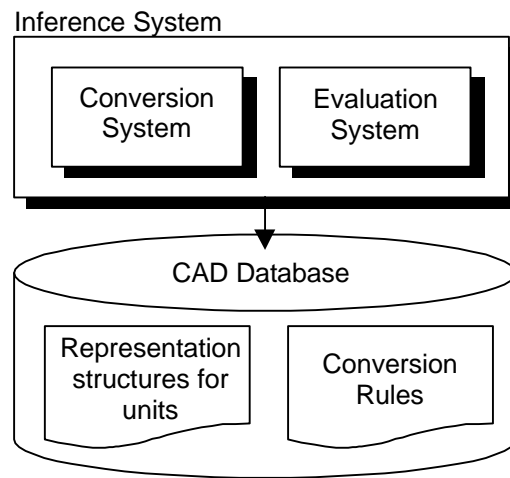 Inference System
Conversion
System
Evaluation
System
CAD Database
Representation
structures for
units
Conversion
Rules